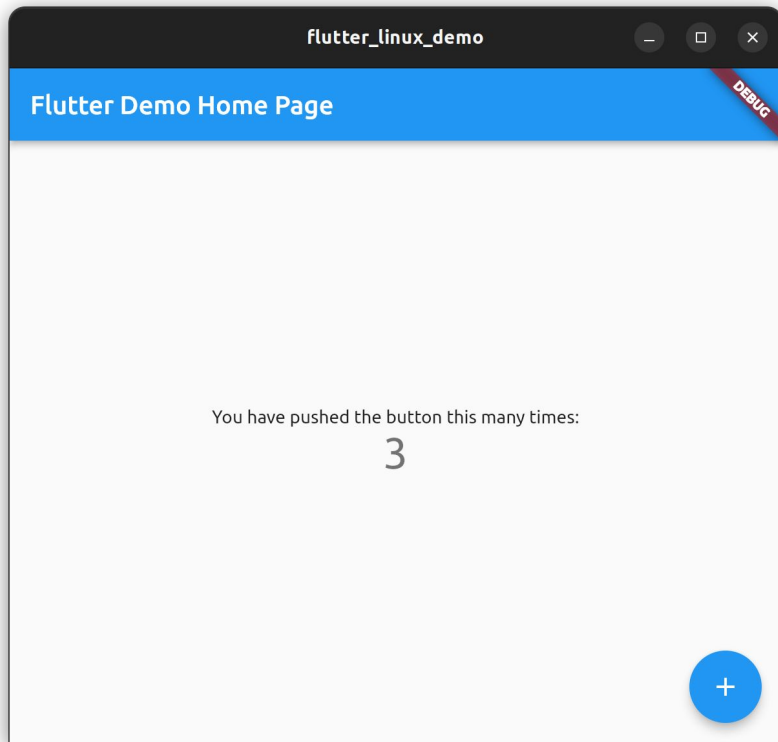 flutter_linux_demo
Flutter Demo Home Page
DEBUG
You have pushed the button this many times:
3
+